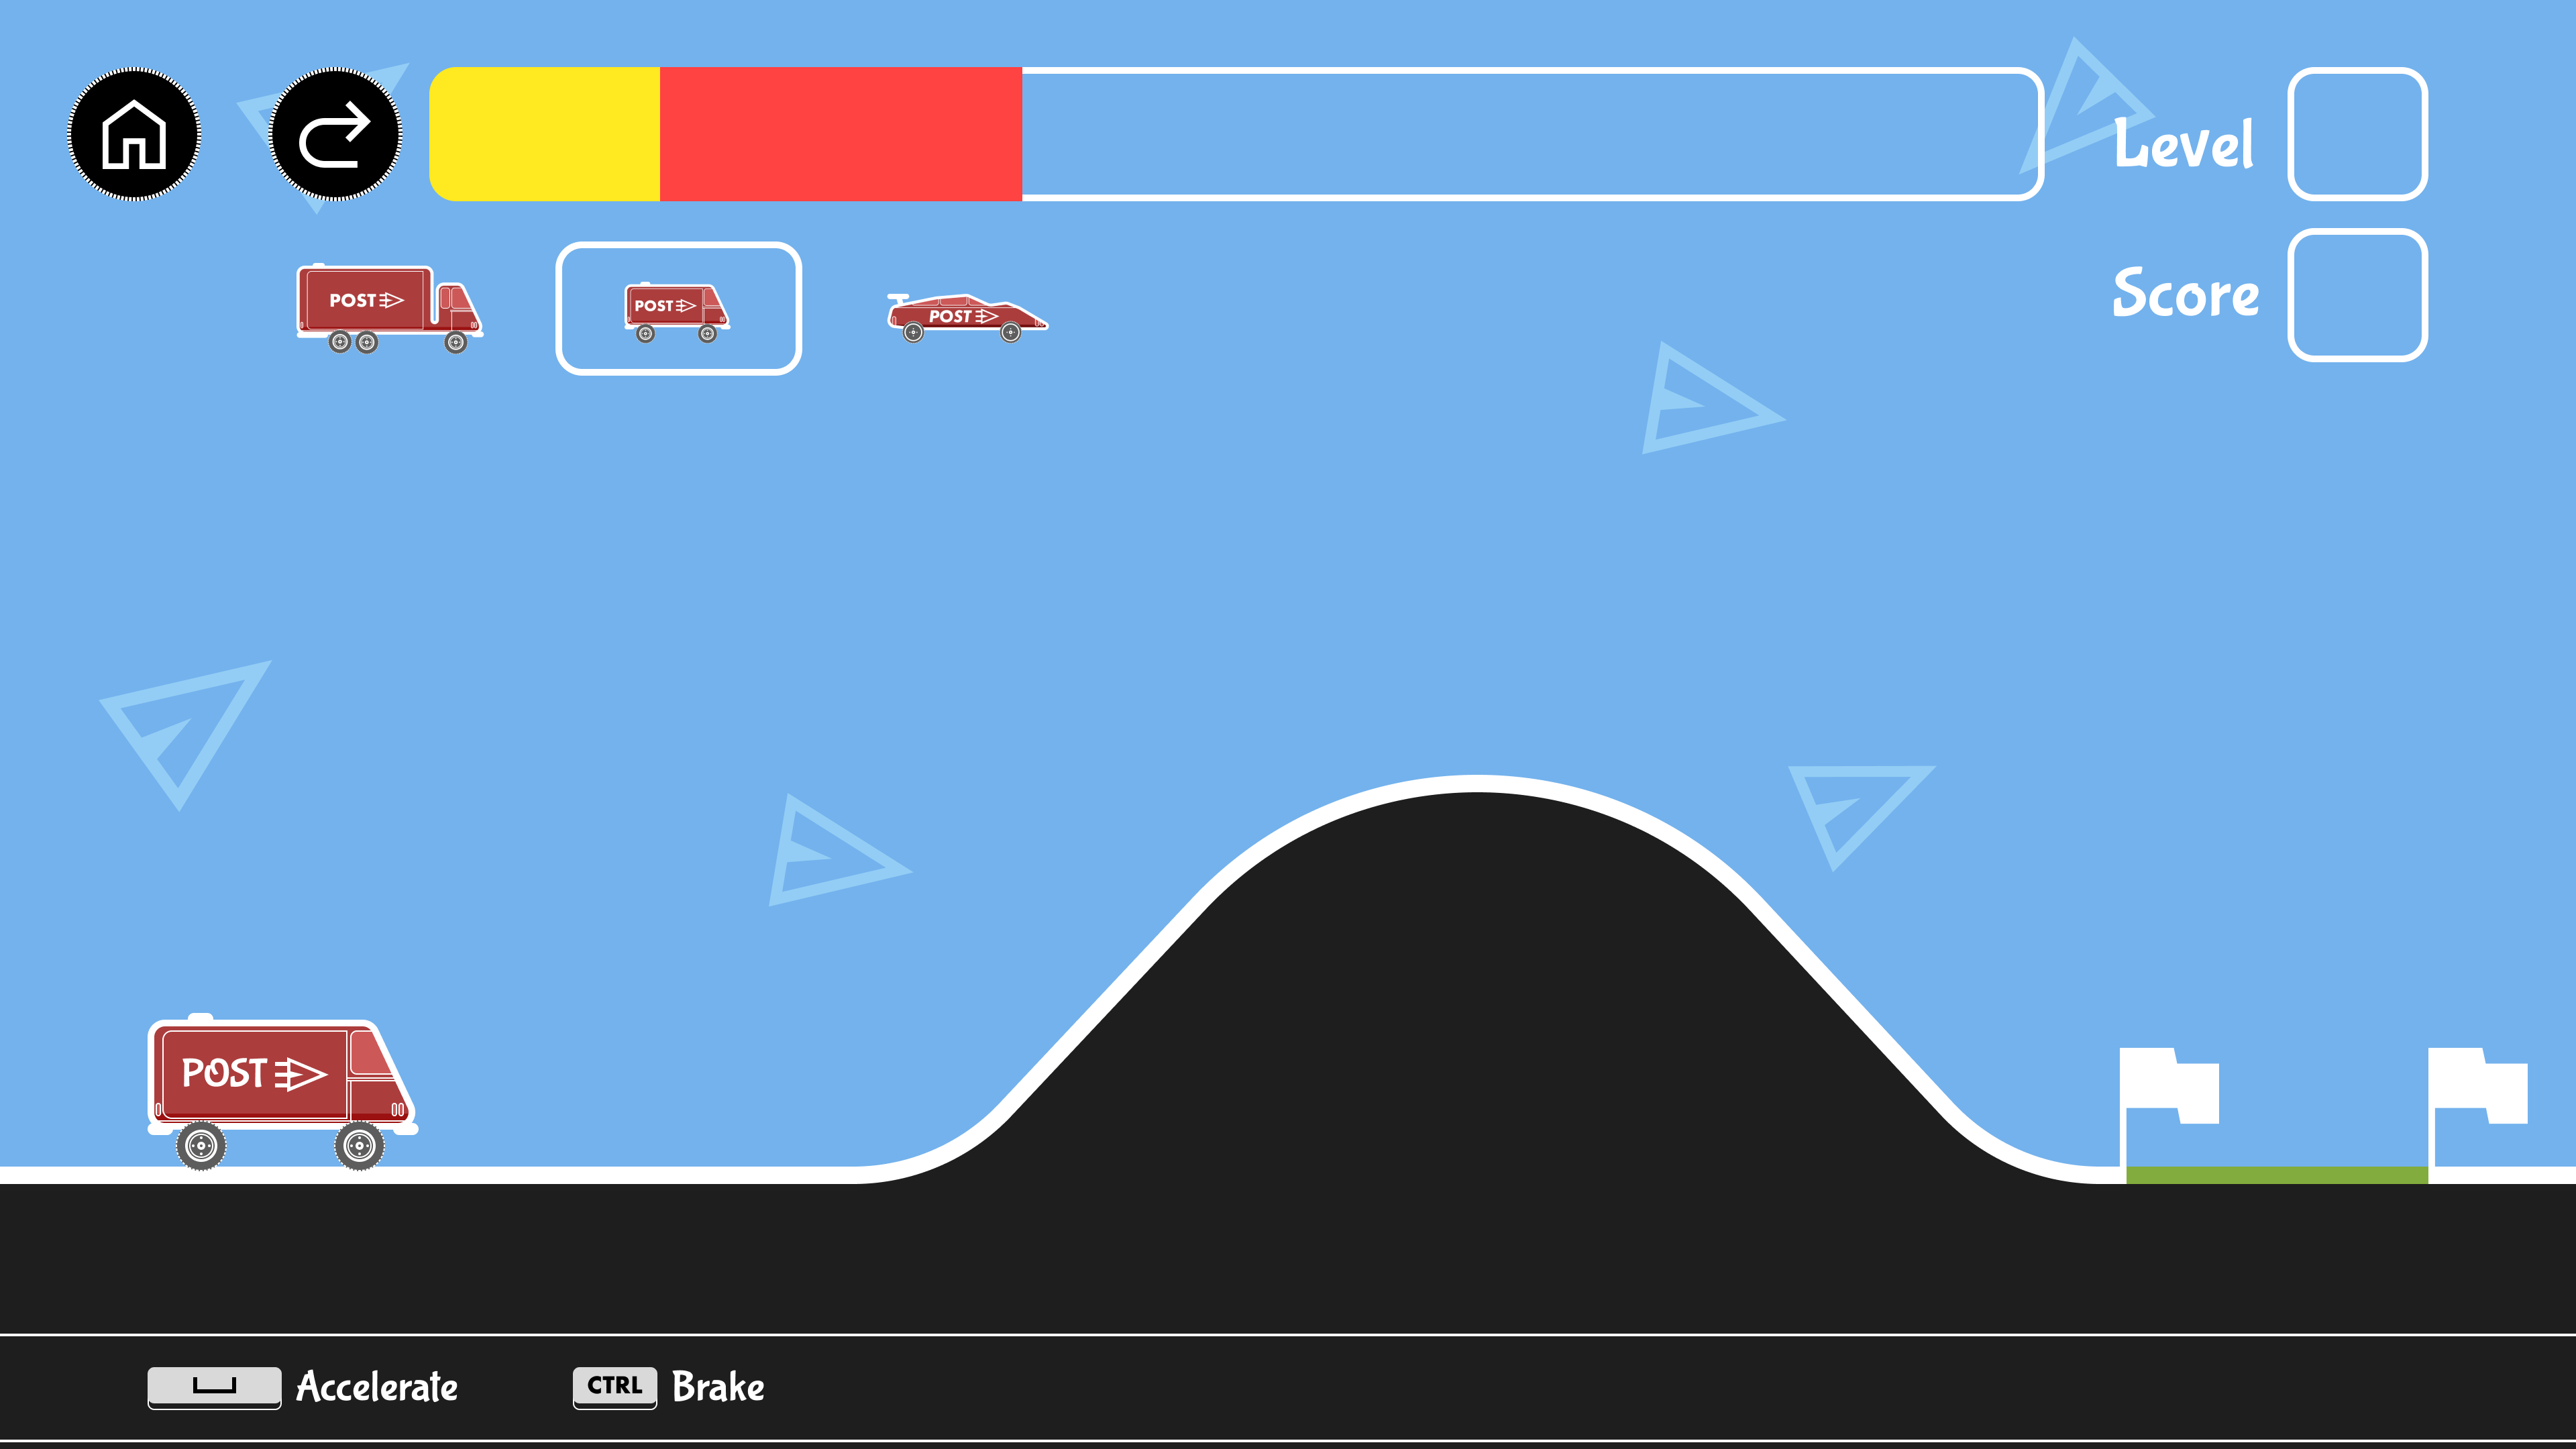 Level
POST
POST
POST
Score
POST
Accelerate
CTRL
Brake